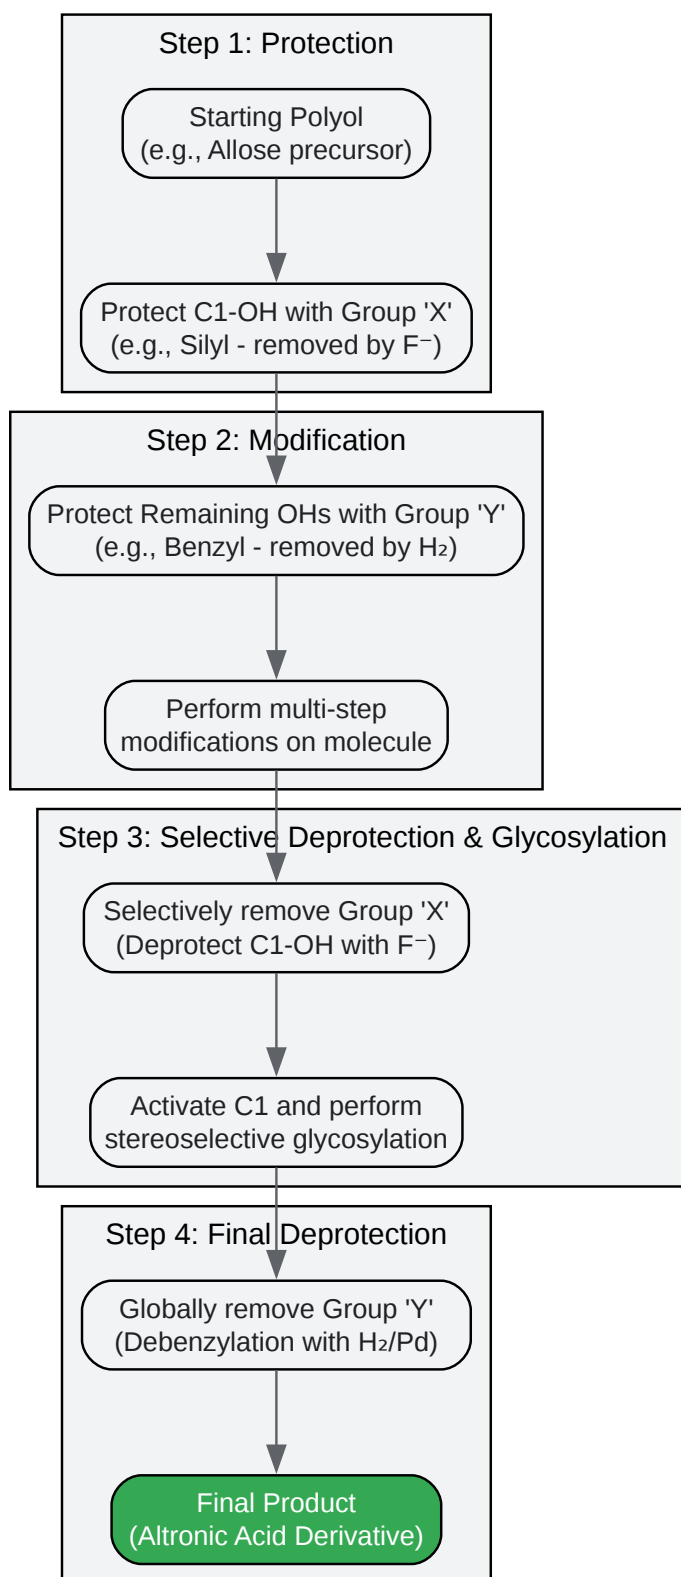 Step 1: Protection
Starting Polyol
(e.g., Allose precursor)
Protect C1-OH with Group 'X'
(e.g., Silyl - removed by F⁻)
Step 2: Modification
Protect Remaining OHs with Group 'Y'
(e.g., Benzyl - removed by H₂)
Perform multi-step
modifications on molecule
Step 3: Selective Deprotection & Glycosylation
Selectively remove Group 'X'
(Deprotect C1-OH with F⁻)
Activate C1 and perform
stereoselective glycosylation
Step 4: Final Deprotection
Globally remove Group 'Y'
(Debenzylation with H₂/Pd)
Final Product
(Altronic Acid Derivative)